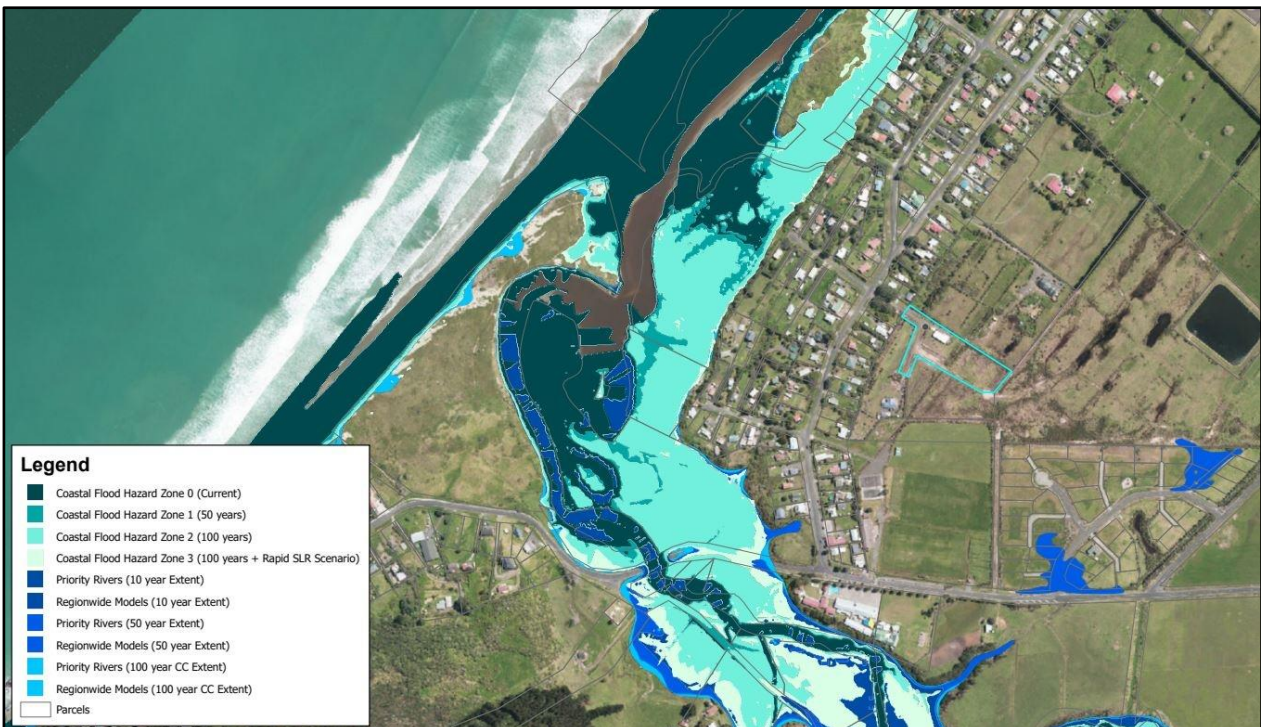 Legend
Coastal Flood Hazard Zone 0 (Current)
Coastal Flood Hazard Zone 1 (50 years)
Coastal Flood Hazard Zone 2 (100 years)
Coastal Flood Hazard Zone 3 (100 years + Rapid SLR Scenario)
Priority Rivers (10 year Extent)
Regionwide Models (10 year Extent)
Priority Rivers (50 year Extent)
Regionwide Models (50 year Extent)
Priority Rivers (100 year CC Extent)
Regionwide Models (100 year CC Extent)
Parcels